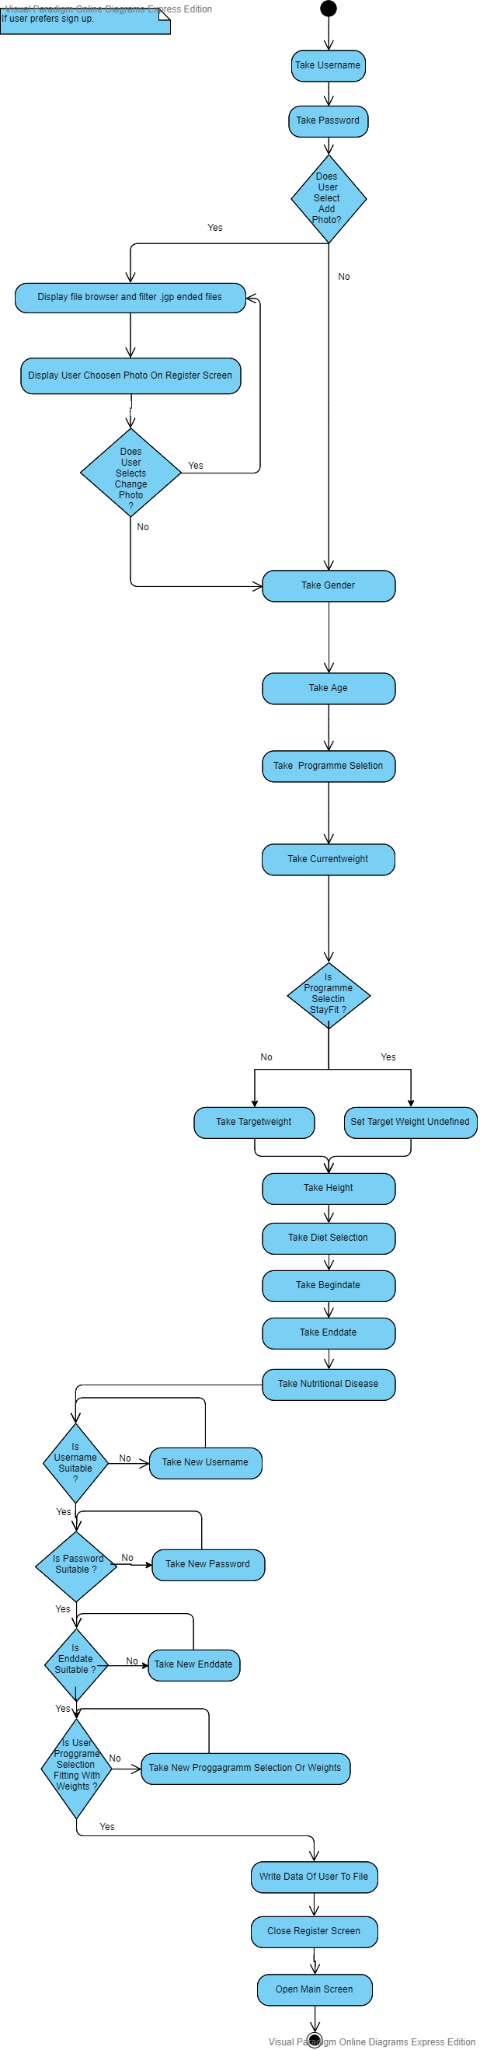 Visual Paradigm Online Diagrams Express Edition
If user prefers sign up.
Take Username
Take Password
Does
User
Select
Add
Photo?
Yes
No
Display file browser and filter .jgp ended files
Display User Choosen Photo On Register Screen
Does
User
Selects
Change
Photo
?
Yes
No
Take Gender
Take Age
Take Programme Seletion
Take Currentweight
Is
Programme
Selectin
StayFit ?
No
Yes
Take Targetweight
Set Target Weight Undefined
Take Height
Take Diet Selection
Take Begindate
Take Enddate
Take Nutritional Disease
Is
Username
Suitable
?
No
Take New Username
Yes
Is Password
Suitable ?
No
Take New Password
Yes
Is
Enddate
Suitable ?
No
Take New Enddate
Yes
Is User
Proggrame
Selection
Fitting With
Weights ?
No
Take New Proggagramm Selection Or Weights
Yes
Write Data Of User To File
Close Register Screen
Open Main Screen
Visual Paradigm Online Diagrams Express Edition